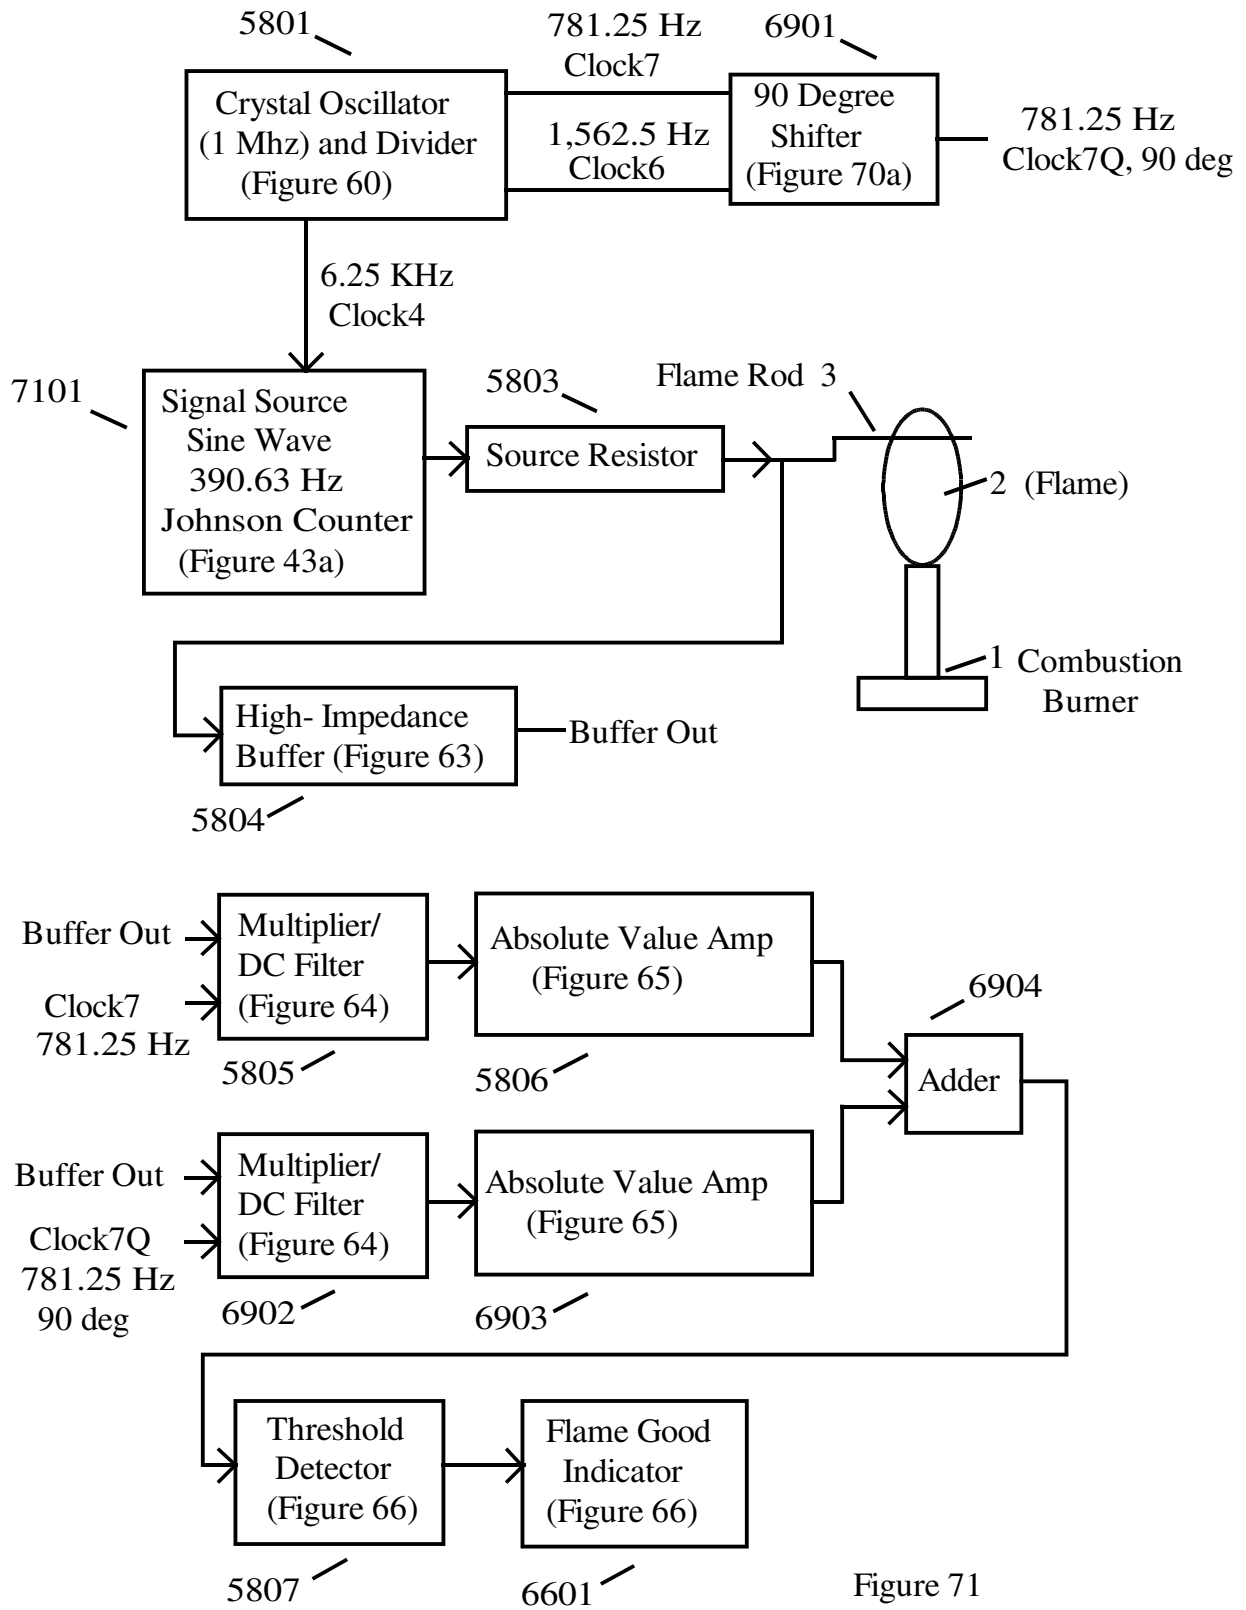 5801
781.25 Hz
Clock7
6901
Crystal Oscillator
(1 Mhz) and Divider
(Figure 60)
1,562.5 Hz
Clock6
90 Degree
Shifter
(Figure 70a)
781.25 Hz
Clock7Q, 90 deg
6.25 KHz
Clock4
7101
Signal Source
Sine Wave
390.63 Hz
Johnson Counter
(Figure 43a)
5803
Source Resistor
Flame Rod 3
2 (Flame)
1 Combustion
Burner
High- Impedance
Buffer (Figure 63)
Buffer Out
5804
Buffer Out
Clock7
781.25 Hz
Multiplier/
DC Filter
(Figure 64)
5805
Absolute Value Amp
(Figure 65)
5806
6904
Adder
Buffer Out
Clock7Q
781.25 Hz
90 deg
Multiplier/
DC Filter
(Figure 64)
6902
Absolute Value Amp
(Figure 65)
6903
Threshold
Detector
(Figure 66)
5807
Flame Good
Indicator
(Figure 66)
6601
Figure 71